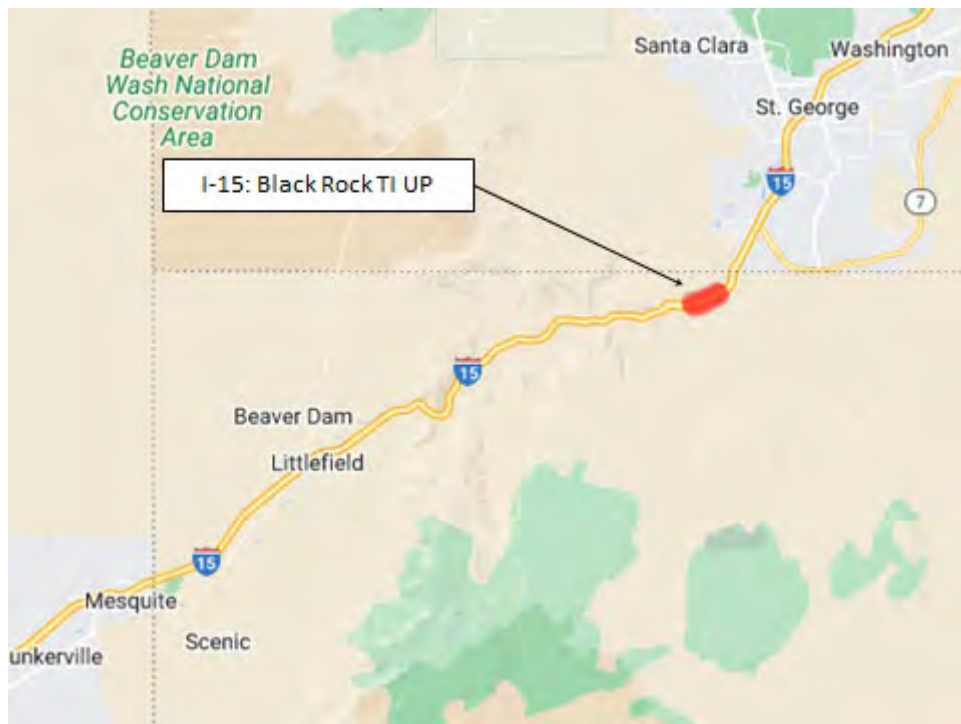 Beaver Dam
Wash National
Conservation
Area
Santa Clara
Washington
St. George
I-15: Black Rock TI UP
15
7
15
Beaver Dam
Littlefield
15
Mesquite
Scenic
unkerville